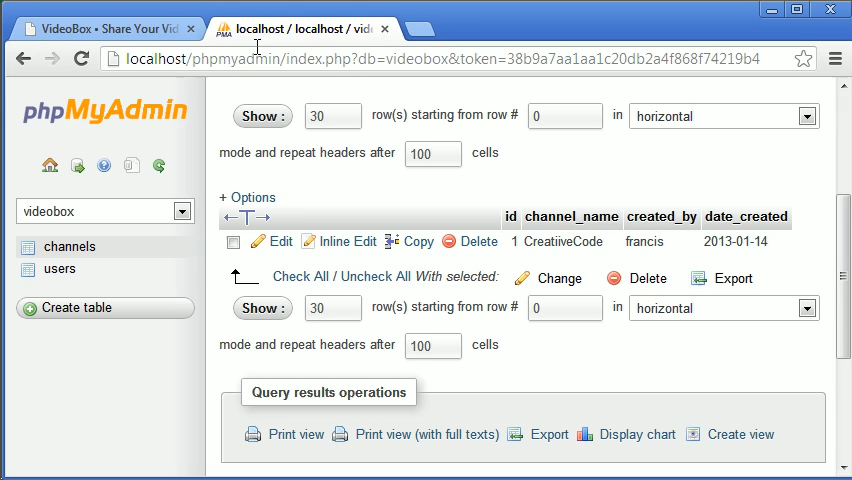 VideoBox • Share Your Vid
localhost / localhost / vide
localhost/phpmyadmin/index.php?db=videobox&token=38b9a7aa1aa1c20db2a4f868f74219b4
phpMyAdmin
videobox
channels
users
Create table
Show : 30 row(s) starting from row # 0 in horizontal
mode and repeat headers after 100 cells
+ Options
id channel_name created_by date_created
Edit Inline Edit Copy Delete 1 CreatiiveCode francis 2013-01-14
Check All / Uncheck All With selected: Change Delete Export
Show : 30 row(s) starting from row # 0 in horizontal
mode and repeat headers after 100 cells
Query results operations
Print view Print view (with full texts) Export Display chart Create view